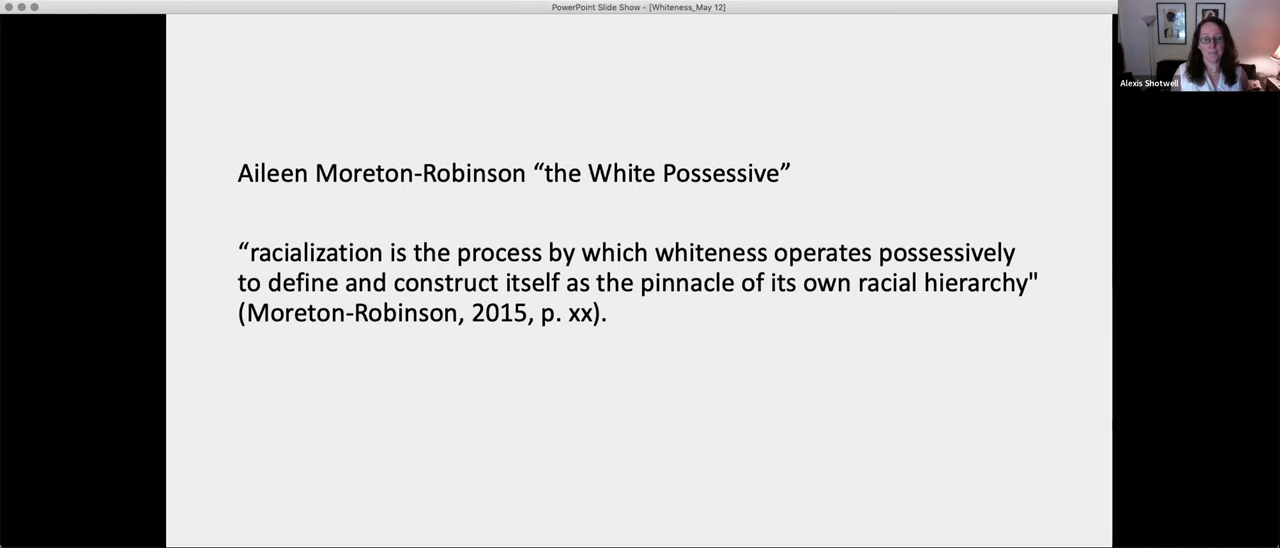 PowerPoint Slide Show - [Whiteness_May 12]
Alexis Shotwell
Aileen Moreton-Robinson “the White Possessive”
“racialization is the process by which whiteness operates possessively
to define and construct itself as the pinnacle of its own racial hierarchy"
(Moreton-Robinson, 2015, p. xx).